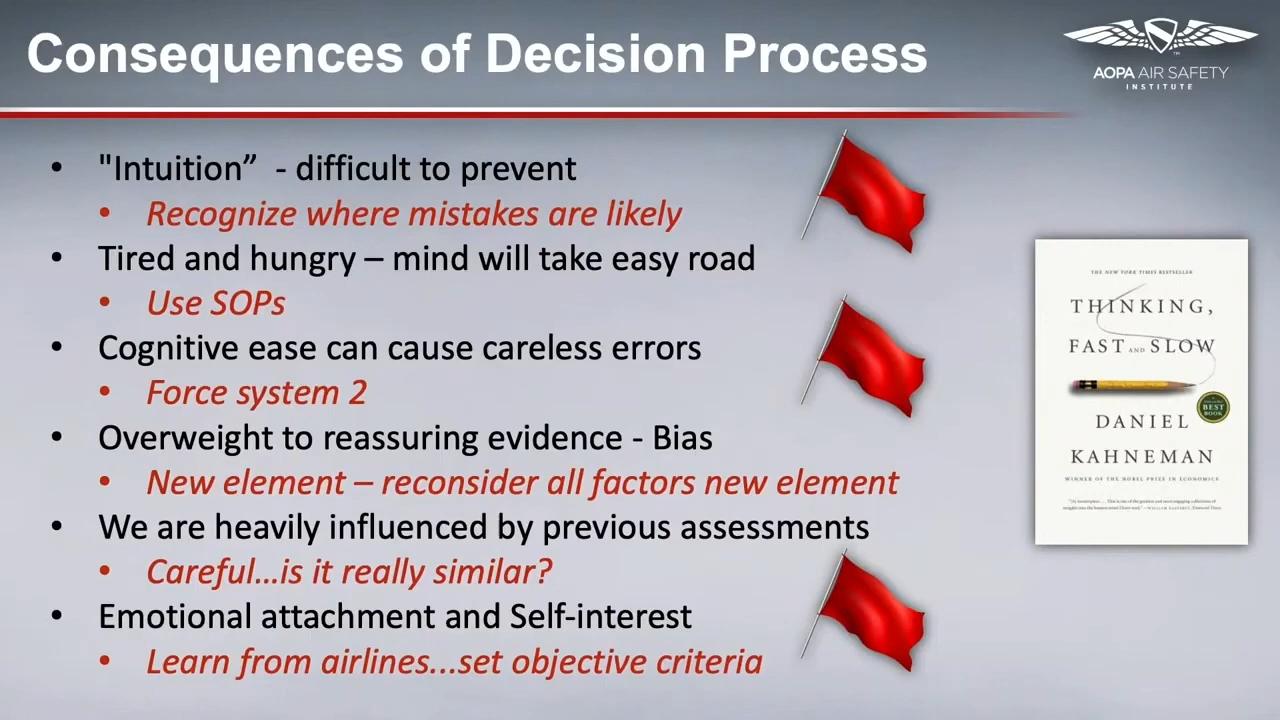 Consequences of Decision Process
AOPA AIR SAFETY
INSTITUTE
• "Intuition” - difficult to prevent
• Recognize where mistakes are likely
• Tired and hungry – mind will take easy road
• Use SOPs
• Cognitive ease can cause careless errors
• Force system 2
• Overweight to reassuring evidence - Bias
• New element – reconsider all factors new element
• We are heavily influenced by previous assessments
• Careful...is it really similar?
• Emotional attachment and Self-interest
• Learn from airlines...set objective criteria
THE NEW YORK TIMES BESTSELLER
THINKING,
FAST AND SLOW
BEST
BOOK
DANIEL
KAHNEMAN
WINNER OF THE NOBEL PRIZE IN ECONOMICS